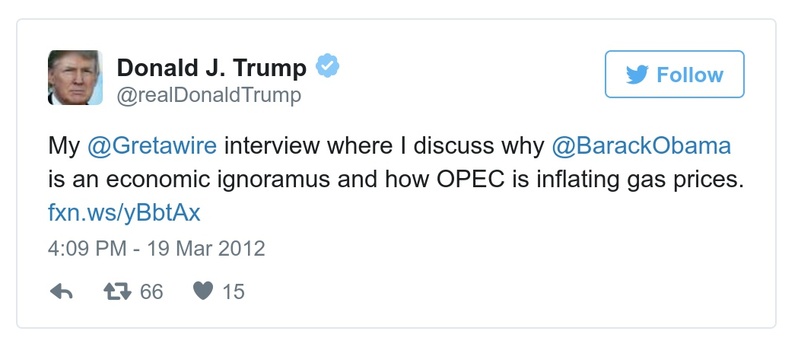 Donald J. Trump
@realDonaldTrump
Follow
My @Gretawire interview where I discuss why @BarackObama
is an economic ignoramus and how OPEC is inflating gas prices.
fxn.ws/yBbtAx
4:09 PM - 19 Mar 2012
66 15